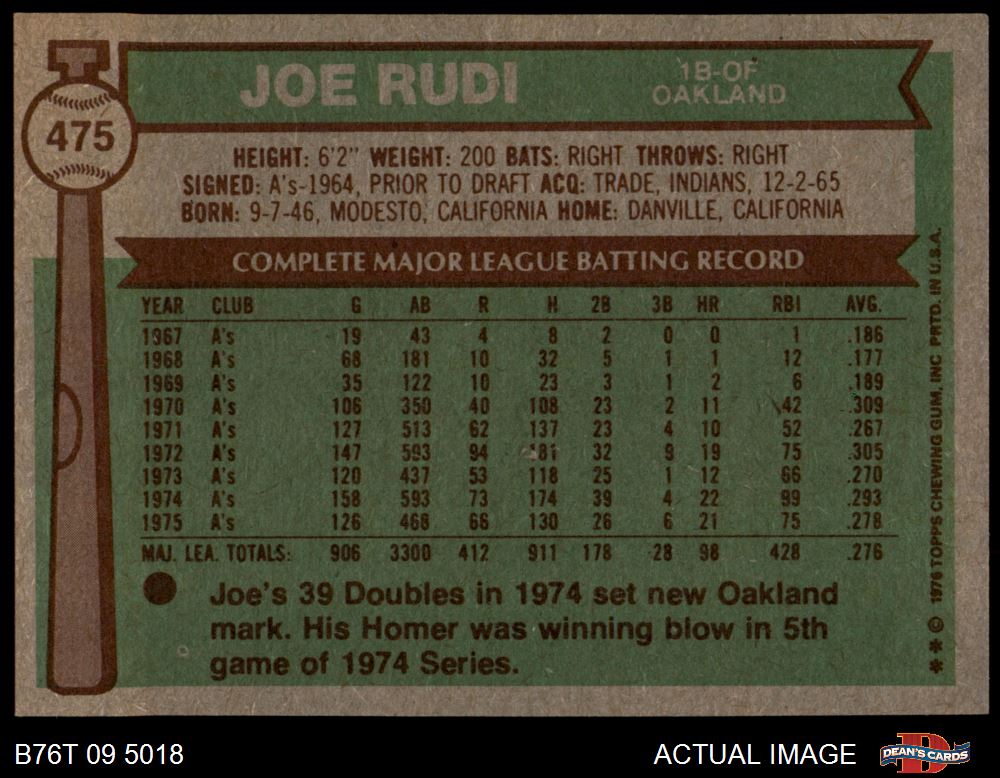 475
JOE RUDI
1B-OF
OAKLAND
HEIGHT: 6'2" WEIGHT: 200 BATS: RIGHT THROWS: RIGHT
SIGNED: A's-1964, PRIOR TO DRAFT ACQ: TRADE, INDIANS, 12-2-65
BORN: 9-7-46, MODESTO, CALIFORNIA HOME: DANVILLE, CALIFORNIA
COMPLETE MAJOR LEAGUE BATTING RECORD
YEAR CLUB G AB R H 2B 3B HR RBI AVG.
1967 A's 19 43 4 8 2 0 0 1 .186
1968 A's 68 181 10 32 5 1 1 12 .177
1969 A's 35 122 10 23 3 1 2 6 .189
1970 A's 106 350 40 108 23 2 11 42 .309
1971 A's 127 513 62 137 23 4 10 52 .267
1972 A's 147 593 94 181 32 9 19 75 .305
1973 A's 120 437 53 118 25 1 12 66 .270
1974 A's 158 593 73 174 39 4 22 99 .293
1975 A's 126 468 66 130 26 6 21 75 .278
MAJ. LEA. TOTALS: 906 3300 412 911 178 28 98 428 .276
Joe's 39 Doubles in 1974 set new Oakland
mark. His Homer was winning blow in 5th
game of 1974 Series.
* * © 1976 TOPPS CHEWING GUM, INC PRTD. IN U.S.A.
B76T 09 5018
ACTUAL IMAGE
D
DEAN'S CARDS